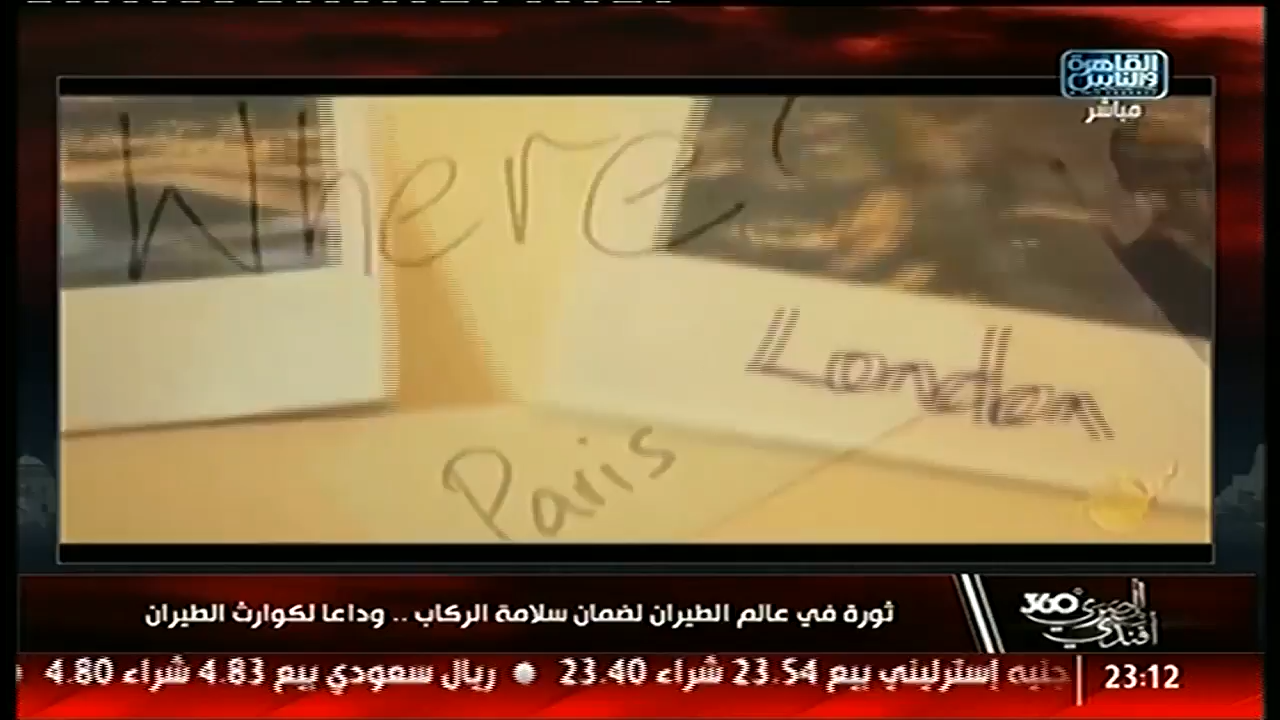 القاهرة
والناس
مباشر
Where?
London
Paris
ثورة في عالم الطيران لضمان سلامة الركاب .. وداعا لكوارث الطيران
المصري 360°
أفندي
23:12
جنيه إسترليني بيع 23.54 شراء 23.40 ● ريال سعودي بيع 4.83 شراء 4.80